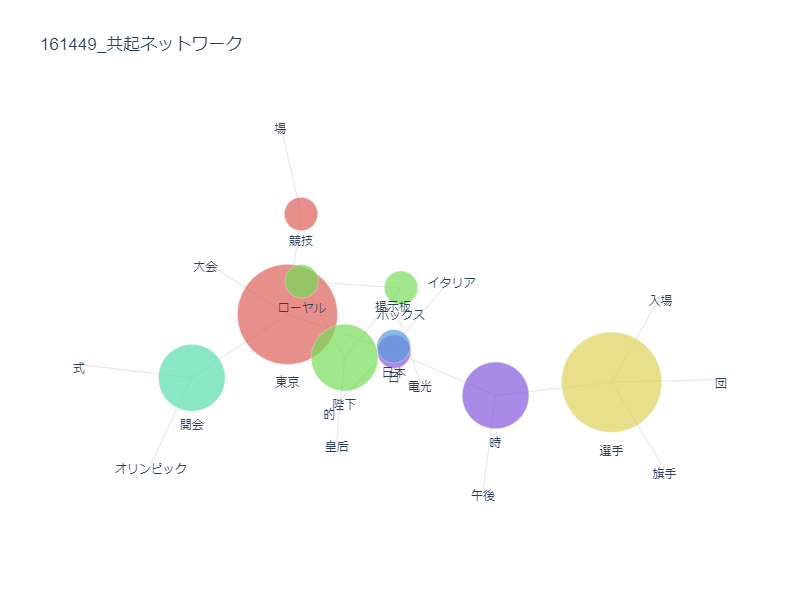 161449_共起ネットワーク
場
競技
大会
イタリア
入場
ローヤル
掲示板
ボックス
式
東京
日本
電光
団
陛下
的
開会
皇后
時
選手
オリンピック
旗手
午後